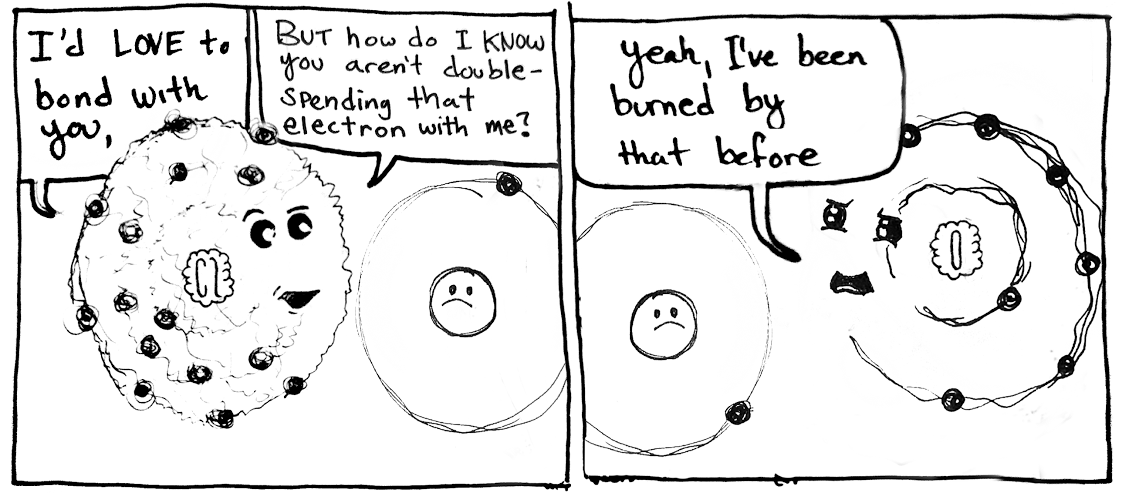 I'd LOVE to
bond with
you,
BUT how do I KNOW
you aren't double-
spending that
electron with me?
yeah, I've been
burned by
that before
Cl
O